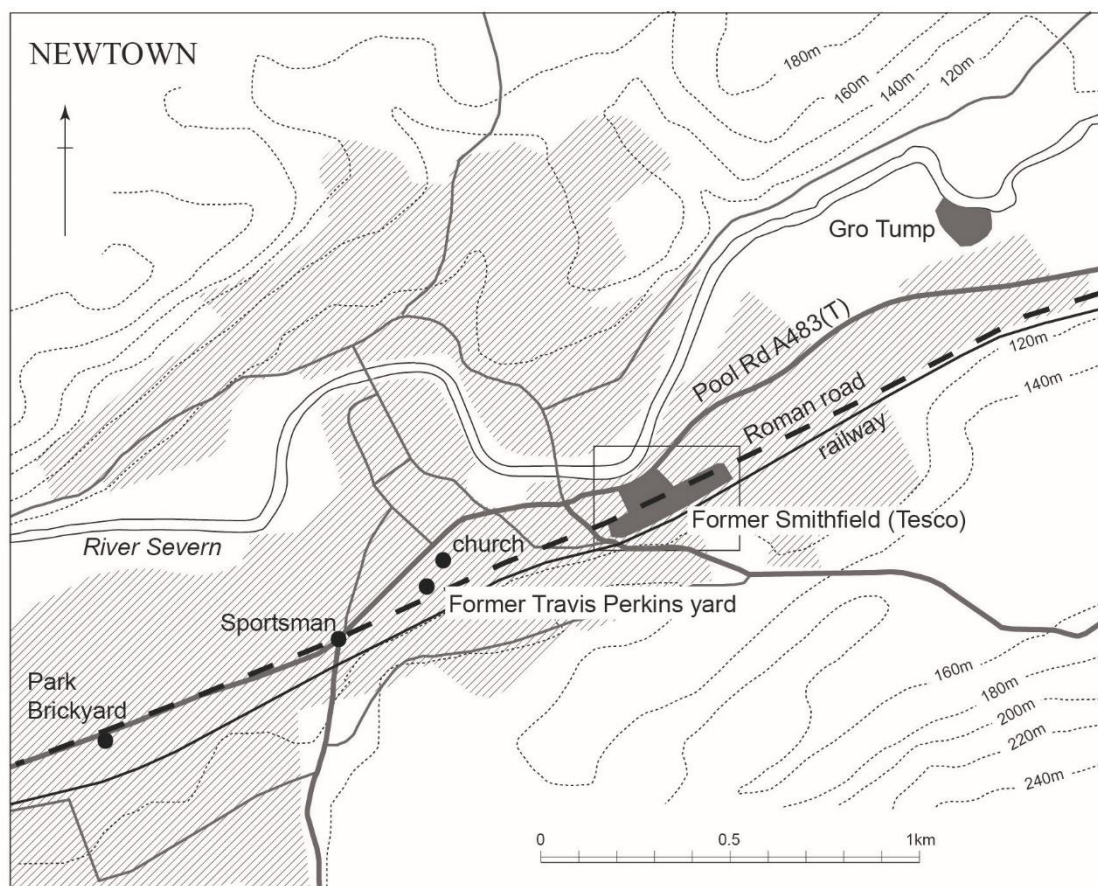 NEWTOWN
180m
160m
140m
120m
Gro Tump
Pool Rd A483(T)
Roman road
railway
120m
140m
River Severn
church
Former Smithfield (Tesco)
Former Travis Perkins yard
Sportsman
Park
Brickyard
160m
180m
200m
220m
240m
0
0.5
1km